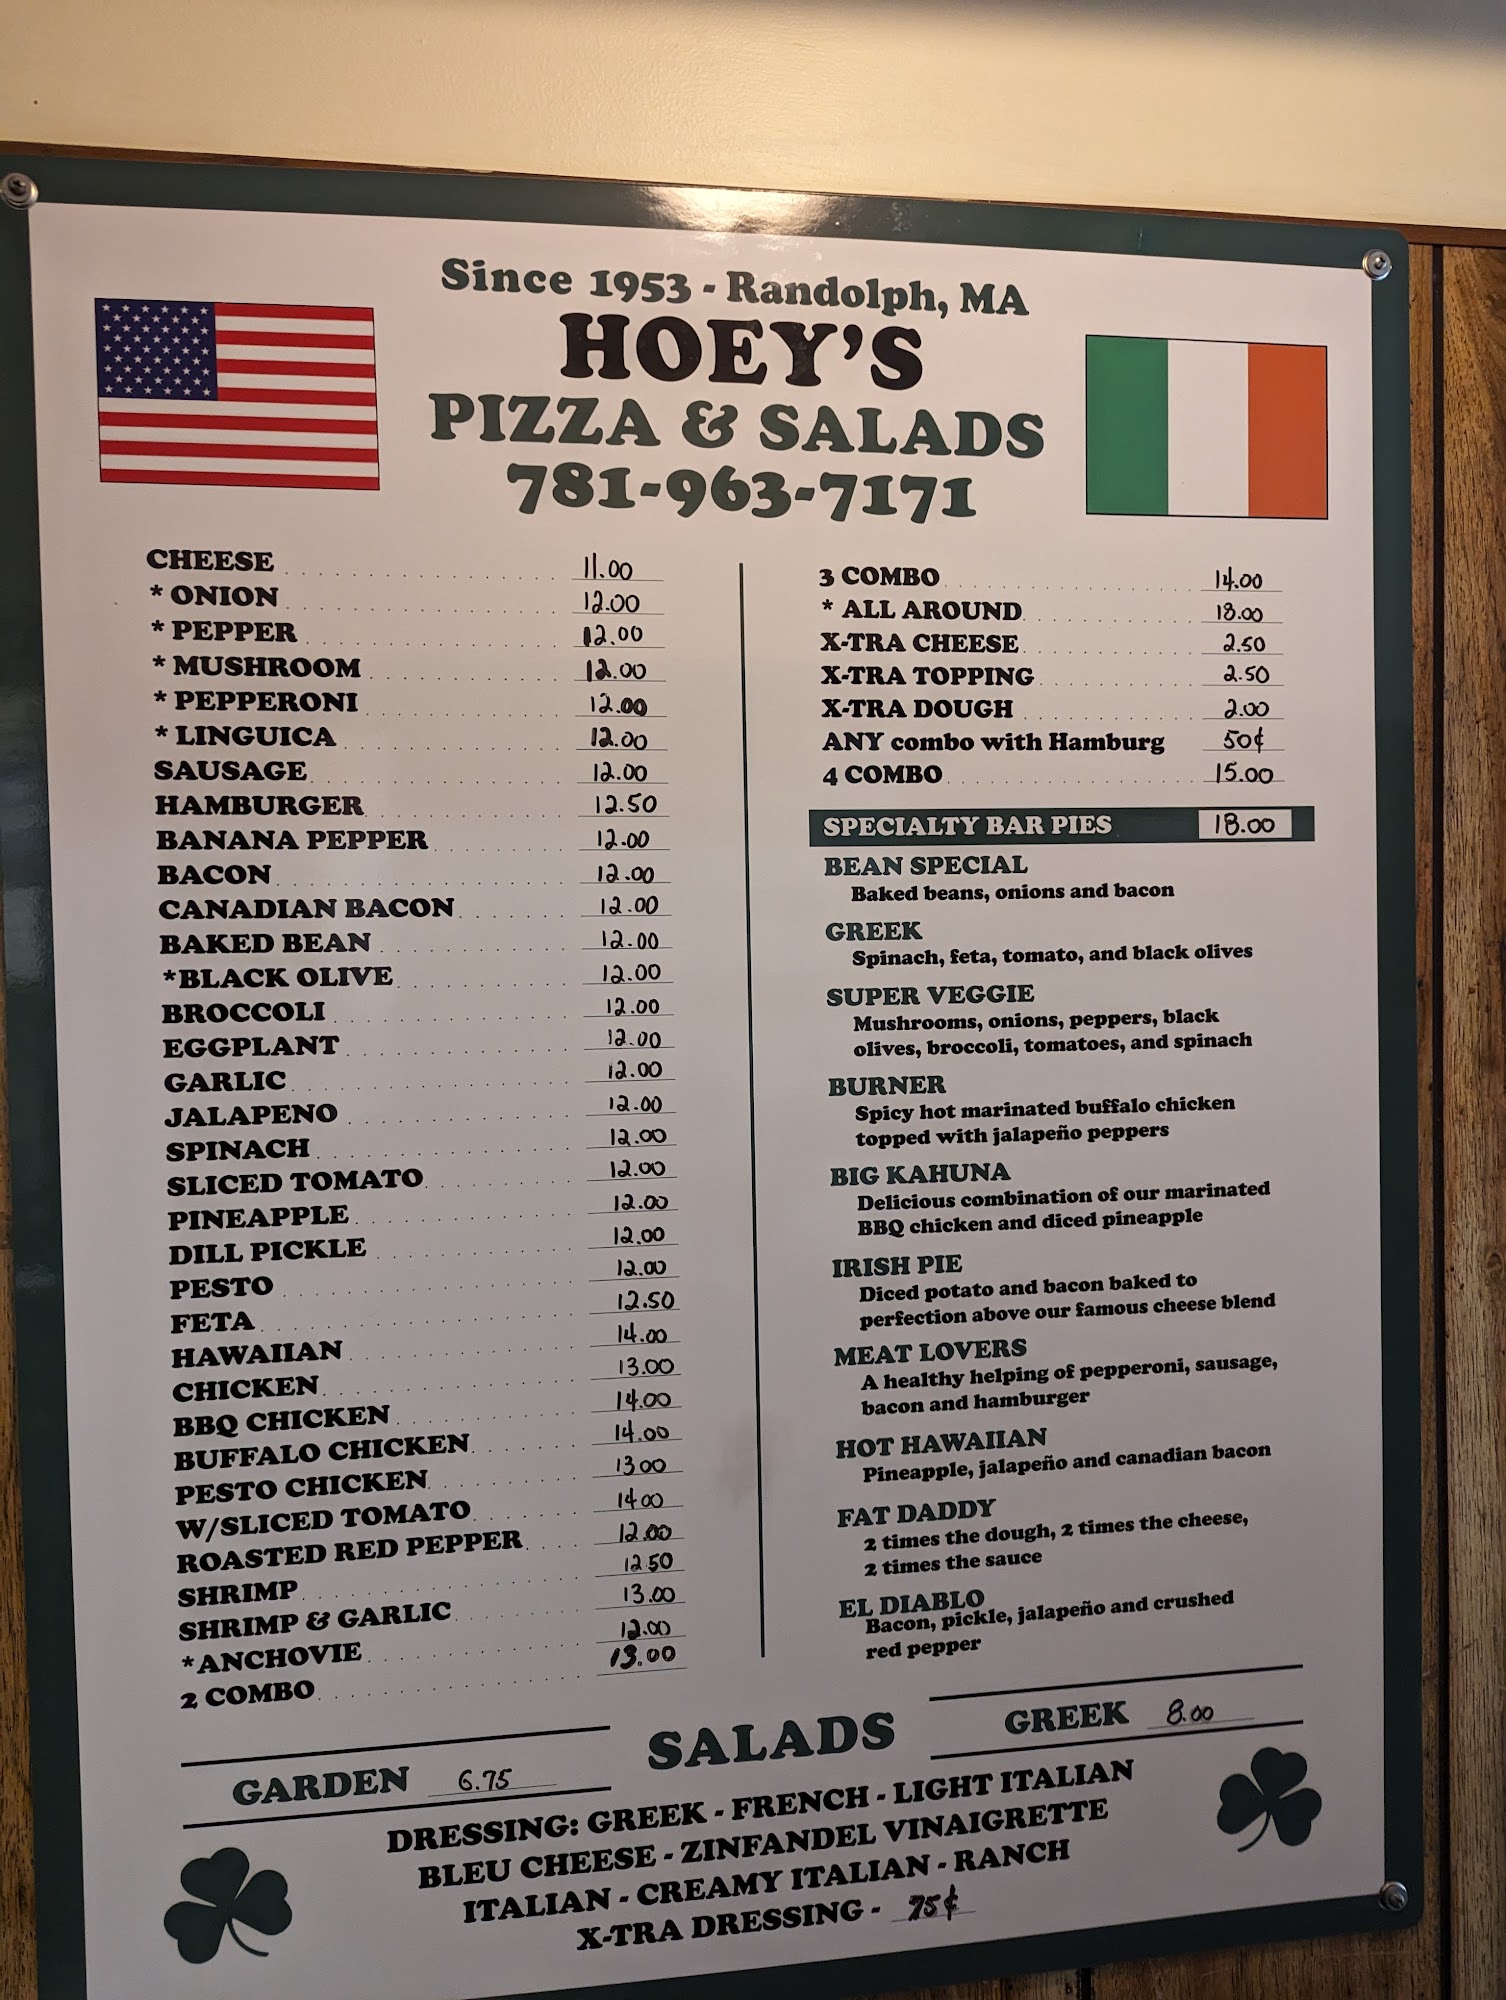 Since 1953 - Randolph, MA
HOEY'S
PIZZA & SALADS
781-963-7171
CHEESE 11.00
* ONION 12.00
* PEPPER 12.00
* MUSHROOM 12.00
* PEPPERONI 12.00
* LINGUICA 12.00
SAUSAGE 12.00
HAMBURGER 12.50
BANANA PEPPER 12.00
BACON 12.00
CANADIAN BACON 12.00
BAKED BEAN 12.00
*BLACK OLIVE 12.00
BROCCOLI 12.00
EGGPLANT 12.00
GARLIC 12.00
JALAPENO 12.00
SPINACH 12.00
SLICED TOMATO 12.00
PINEAPPLE 12.00
DILL PICKLE 12.00
PESTO 12.00
FETA 12.50
HAWAIIAN 14.00
CHICKEN 13.00
BBQ CHICKEN 14.00
BUFFALO CHICKEN 14.00
PESTO CHICKEN 13 00
W/SLICED TOMATO 14 00
ROASTED RED PEPPER 12.00
SHRIMP 12 50
SHRIMP & GARLIC 13.00
*ANCHOVIE 12.00
2 COMBO 13.00
3 COMBO 14.00
* ALL AROUND 18.00
X-TRA CHEESE 2.50
X-TRA TOPPING 2.50
X-TRA DOUGH 2.00
ANY combo with Hamburg 50¢
4 COMBO 15.00
SPECIALTY BAR PIES 18.00
BEAN SPECIAL
Baked beans, onions and bacon
GREEK
Spinach, feta, tomato, and black olives
SUPER VEGGIE
Mushrooms, onions, peppers, black
olives, broccoli, tomatoes, and spinach
BURNER
Spicy hot marinated buffalo chicken
topped with jalapeño peppers
BIG KAHUNA
Delicious combination of our marinated
BBQ chicken and diced pineapple
IRISH PIE
Diced potato and bacon baked to
perfection above our famous cheese blend
MEAT LOVERS
A healthy helping of pepperoni, sausage,
bacon and hamburger
HOT HAWAIIAN
Pineapple, jalapeño and canadian bacon
FAT DADDY
2 times the dough, 2 times the cheese,
2 times the sauce
EL DIABLO
Bacon, pickle, jalapeño and crushed
red pepper
SALADS
GARDEN 6.75
GREEK 8.00
DRESSING: GREEK - FRENCH - LIGHT ITALIAN
BLEU CHEESE - ZINFANDEL VINAIGRETTE
ITALIAN - CREAMY ITALIAN - RANCH
X-TRA DRESSING - 75¢